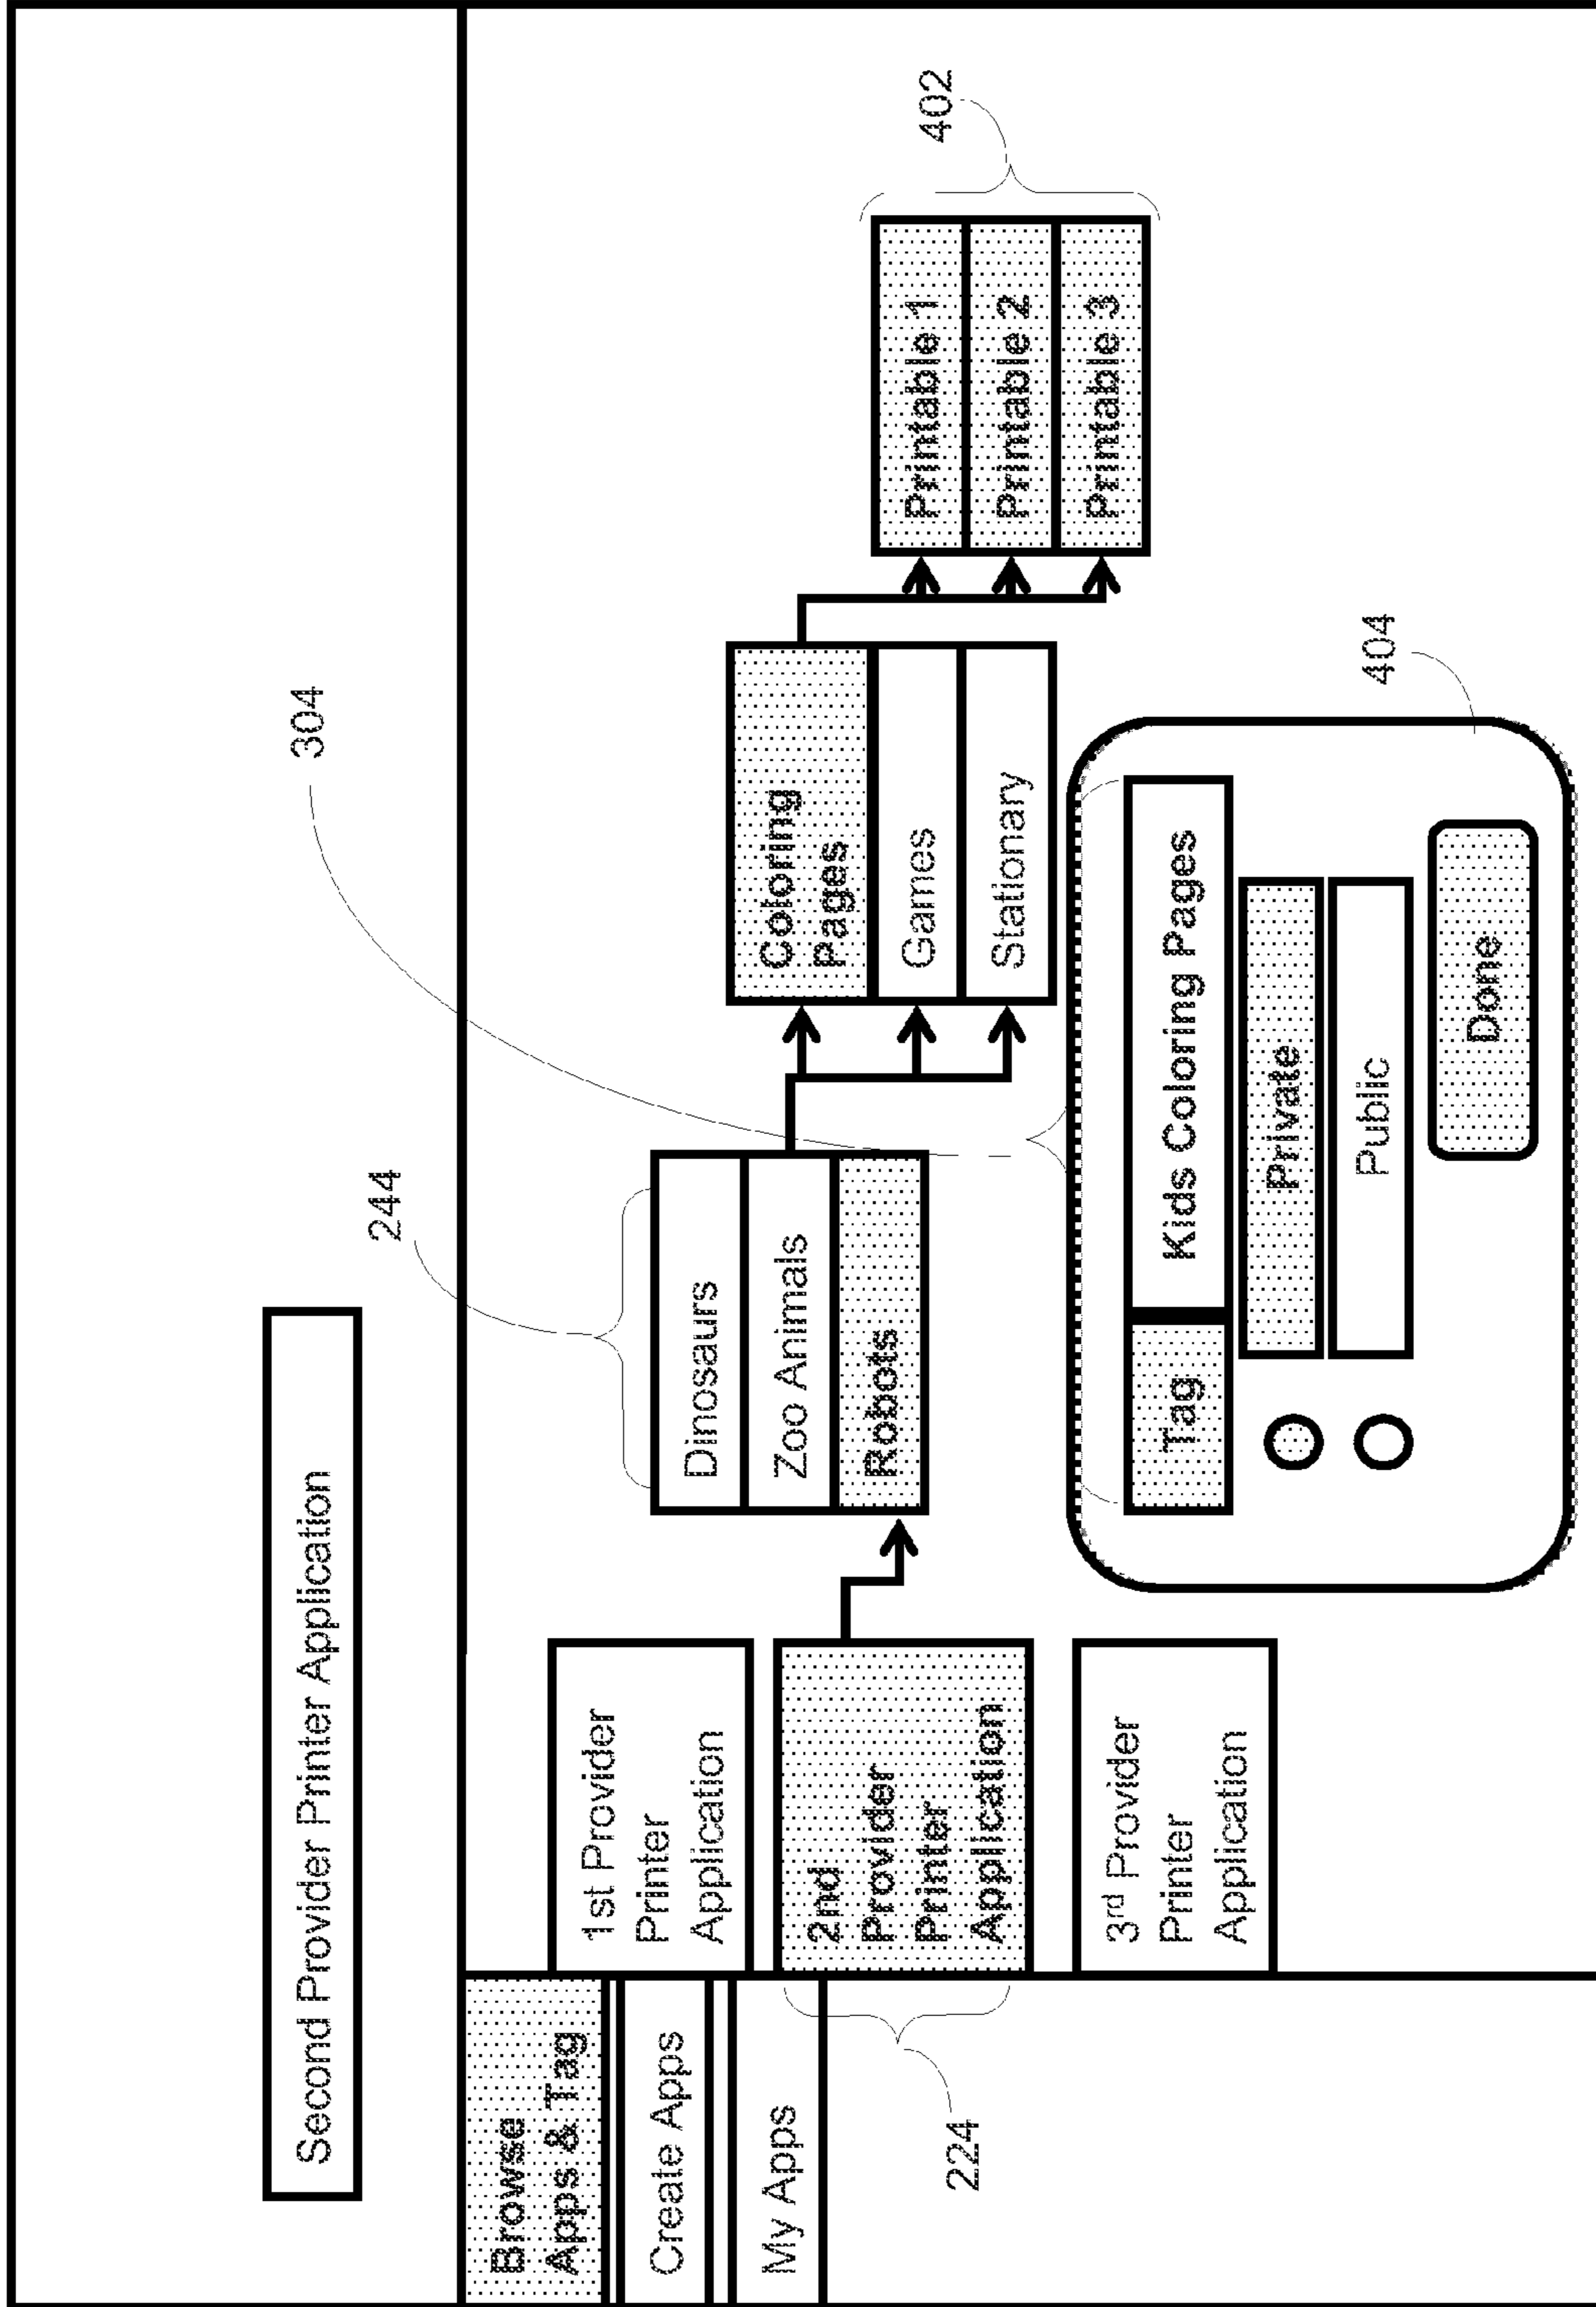 Second Provider Printer Application
304
244
402
Browse
Apps & Tag
Create Apps
My Apps
224
1st Provider
Printer
Application
2nd
Provider
Printer
Application
3rd Provider
Printer
Application
Dinosaurs
Zoo Animals
Robots
Coloring
Pages
Games
Stationary
Printable 1
Printable 2
Printable 3
404
Tag
Kids Coloring Pages
Private
Public
Done